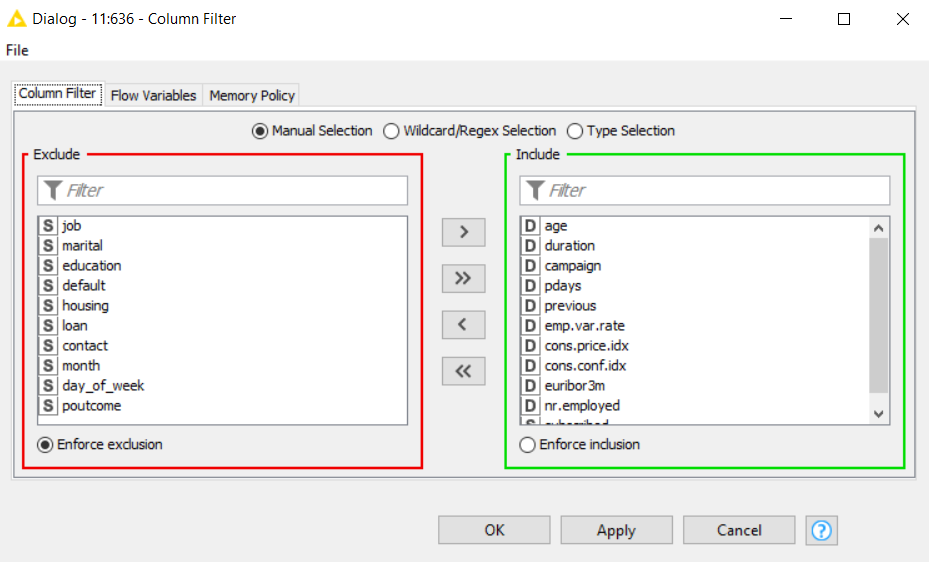 Dialog - 11:636 - Column Filter
File
Column Filter Flow Variables Memory Policy
Manual Selection Wildcard/Regex Selection Type Selection
Exclude
Filter
S job
S marital
S education
S default
S housing
S loan
S contact
S month
S day_of_week
S poutcome
Enforce exclusion
>
>>
<
<<
Include
Filter
D age
D duration
D campaign
D pdays
D previous
D emp.var.rate
D cons.price.idx
D cons.conf.idx
D euribor3m
D nr.employed
Enforce inclusion
OK Apply Cancel ?